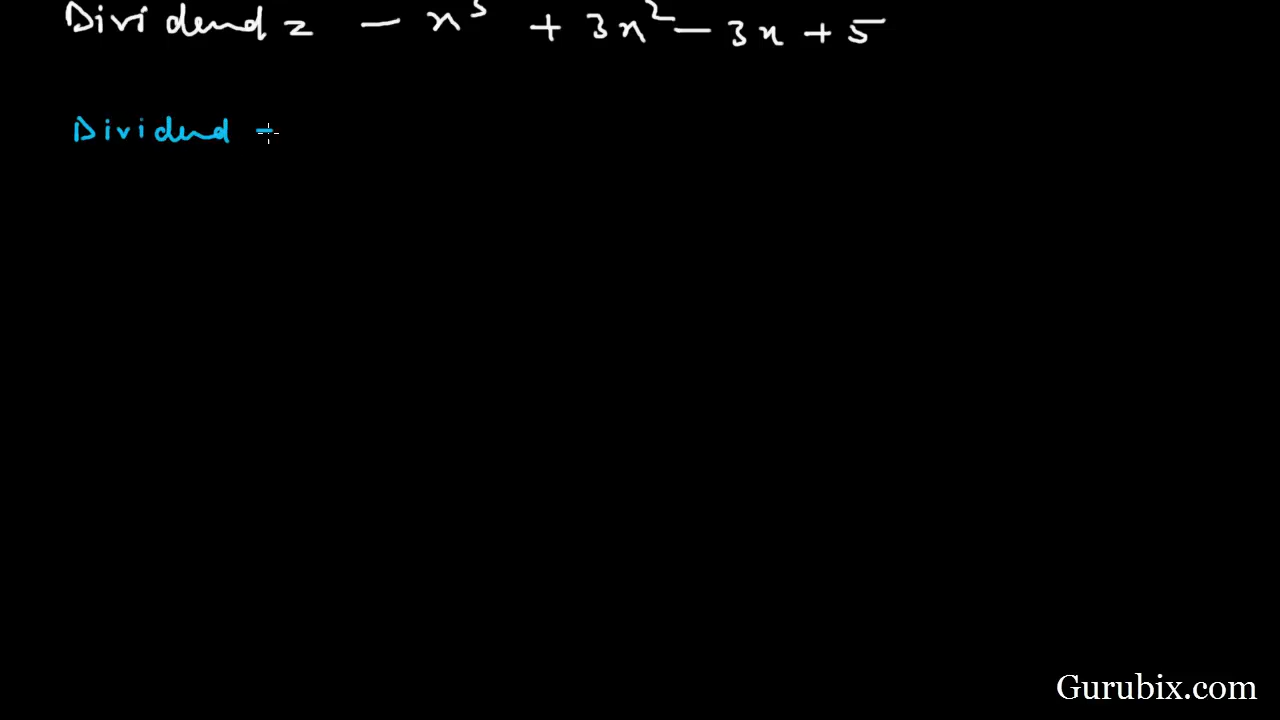 Dividend = - x³ + 3x² - 3x + 5
Dividend -
Gurubix.com